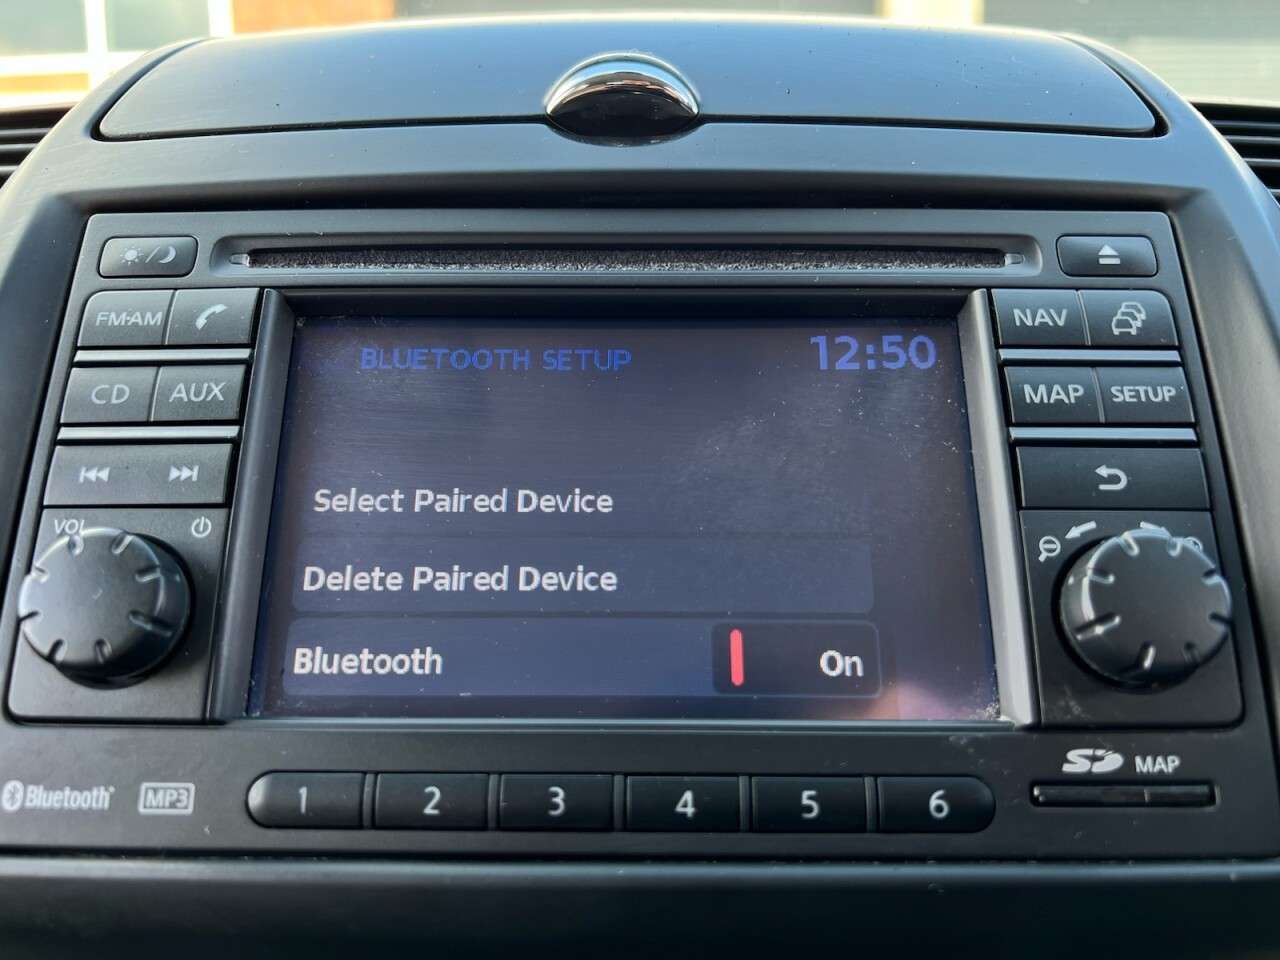 FM·AM
CD
AUX
VOL
BLUETOOTH SETUP
12:50
Select Paired Device
Delete Paired Device
Bluetooth
On
NAV
MAP
SETUP
Bluetooth
MP3
1
2
3
4
5
6
SD
MAP